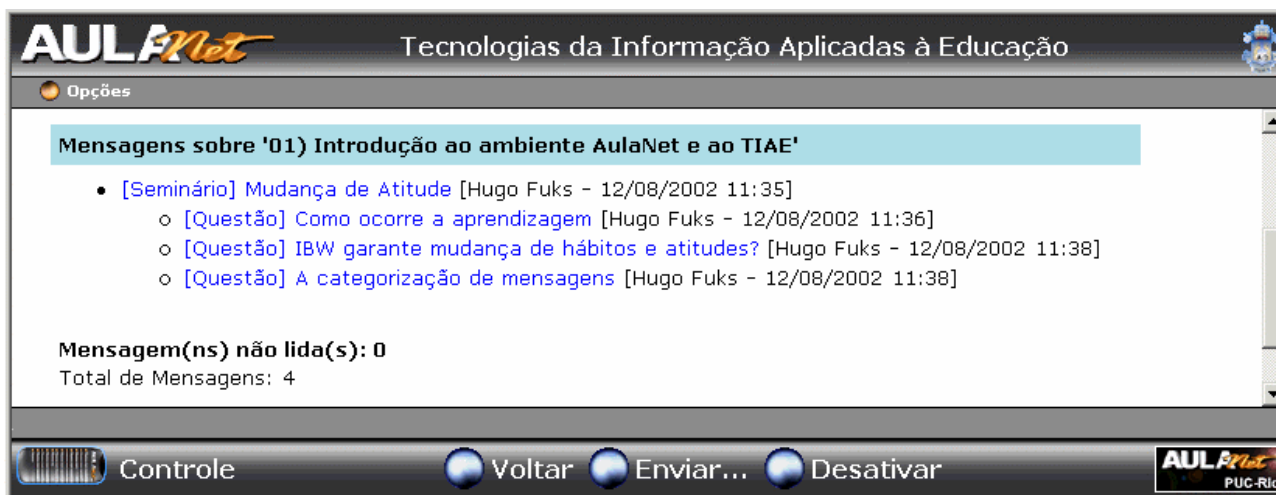 AULANet Tecnologias da Informação Aplicadas à Educação
Opções
Mensagens sobre '01) Introdução ao ambiente AulaNet e ao TIAE'
• [Seminário] Mudança de Atitude [Hugo Fuks - 12/08/2002 11:35]
o [Questão] Como ocorre a aprendizagem [Hugo Fuks - 12/08/2002 11:36]
o [Questão] IBW garante mudança de hábitos e atitudes? [Hugo Fuks - 12/08/2002 11:38]
o [Questão] A categorização de mensagens [Hugo Fuks - 12/08/2002 11:38]
Mensagem(ns) não lida(s): 0
Total de Mensagens: 4
Controle Voltar Enviar... Desativar AULANet
PUC-Rio